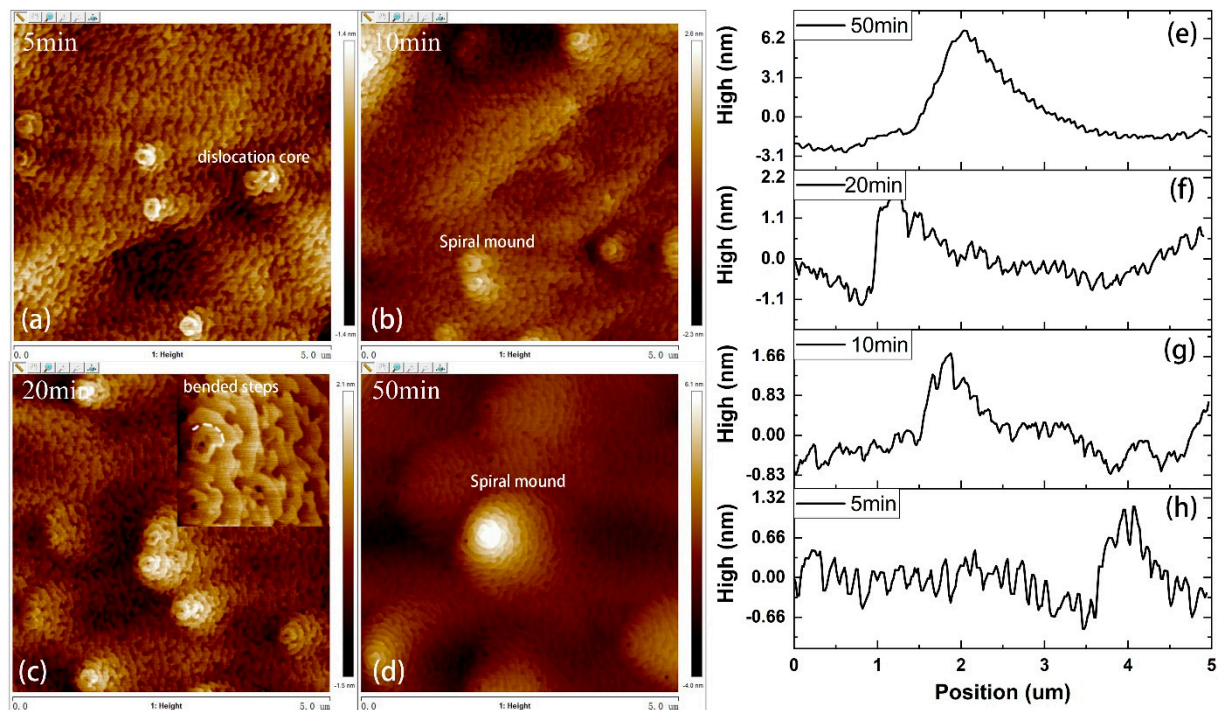 5min
dislocation core
(a)
1.4 nm
-1.4 nm
0.0
1: Height
5.0 um
10min
Spiral mound
(b)
2.6 nm
-2.3 nm
0.0
1: Height
5.0 um
20min
bended steps
(c)
2.1 nm
-1.5 nm
0.0
1: Height
5.0 um
50min
Spiral mound
(d)
6.1 nm
-4.0 nm
0.0
1: Height
5.0 um
50min
(e)
High (nm)
6.2
3.1
0.0
-3.1
20min
(f)
High (nm)
2.2
1.1
0.0
-1.1
10min
(g)
High (nm)
1.66
0.83
0.00
-0.83
5min
(h)
High (nm)
1.32
0.66
0.00
-0.66
0 1 2 3 4 5
Position (um)